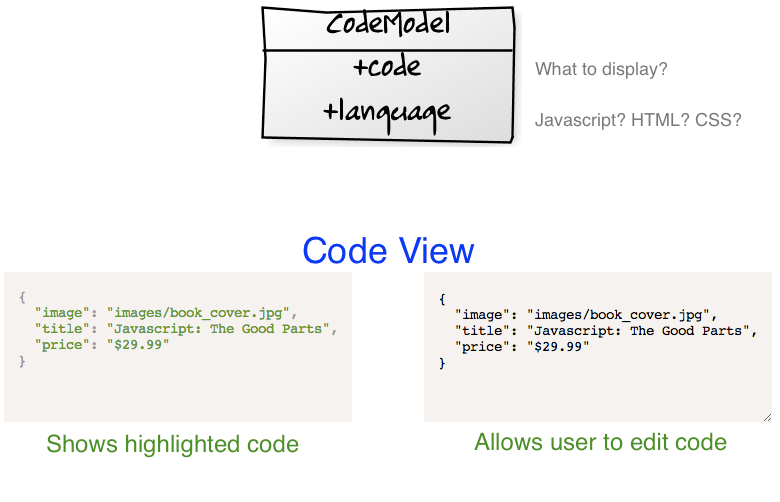 CodeModel
+code
What to display?
+language
Javascript? HTML? CSS?
Code View
{
"image": "images/book_cover.jpg",
"title": "Javascript: The Good Parts",
"price": "$29.99"
}
Shows highlighted code
{
"image": "images/book_cover.jpg",
"title": "Javascript: The Good Parts",
"price": "$29.99"
}
Allows user to edit code